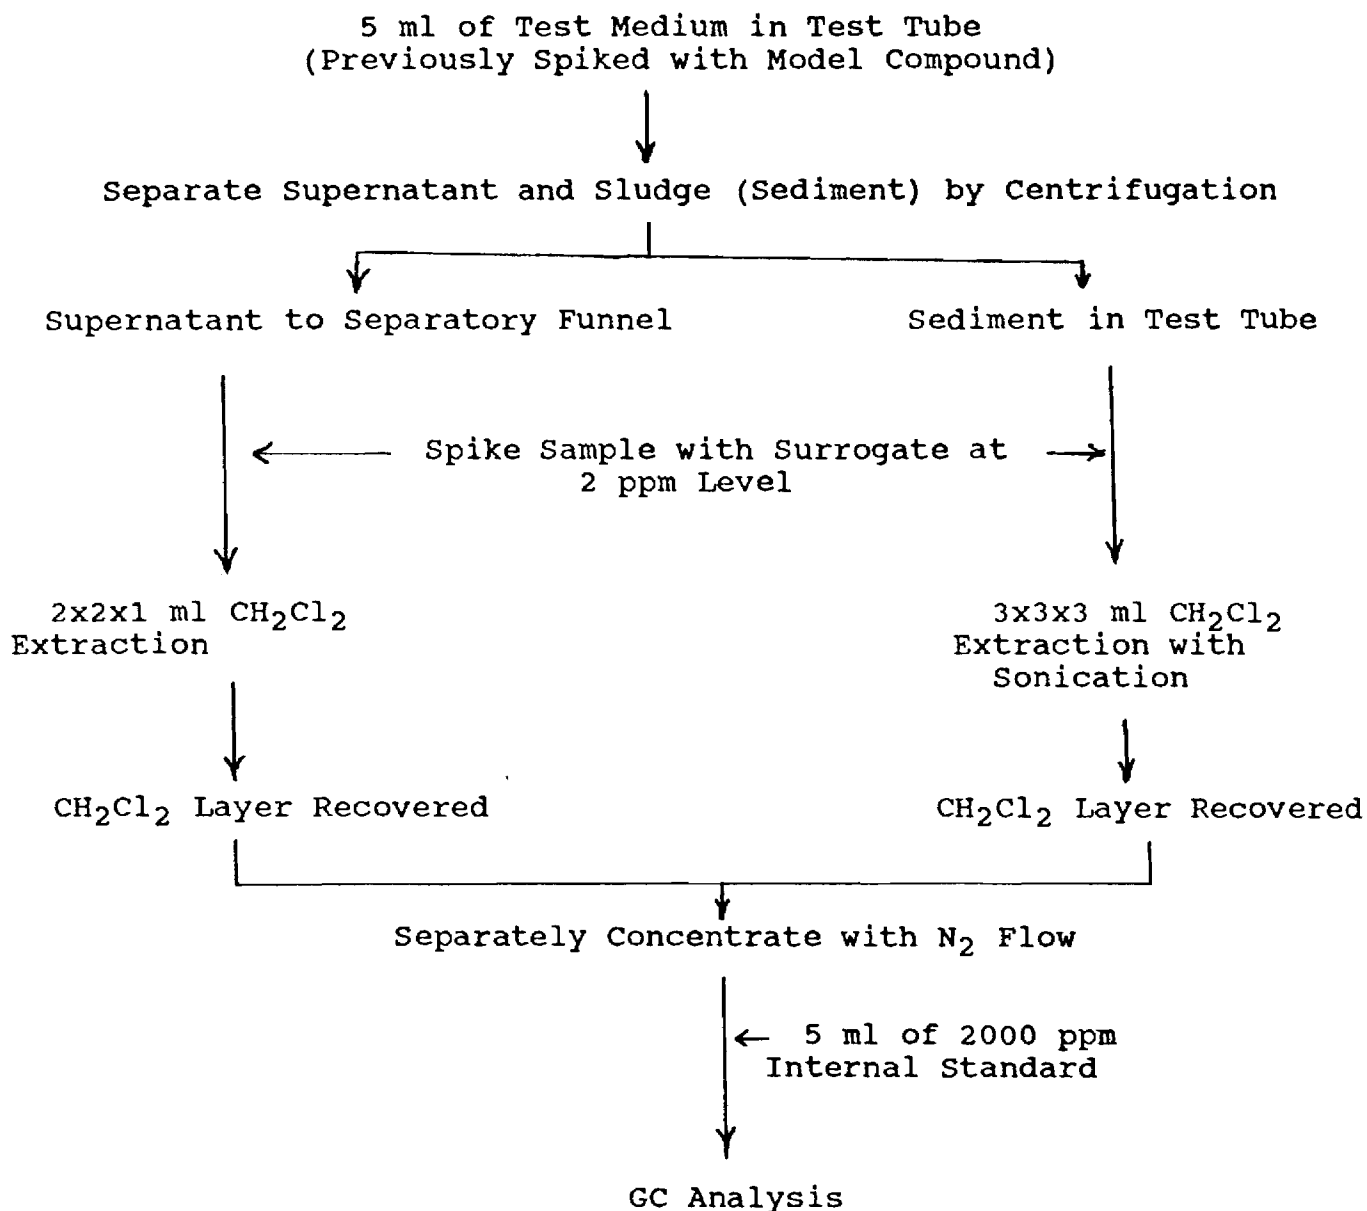 5 ml of Test Medium in Test Tube
(Previously Spiked with Model Compound)
Separate Supernatant and Sludge (Sediment) by Centrifugation
Supernatant to Separatory Funnel
Sediment in Test Tube
Spike Sample with Surrogate at
2 ppm Level
2x2x1 ml CH₂Cl₂
Extraction
3x3x3 ml CH₂Cl₂
Extraction with
Sonication
CH₂Cl₂ Layer Recovered
CH₂Cl₂ Layer Recovered
Separately Concentrate with N₂ Flow
5 ml of 2000 ppm
Internal Standard
GC Analysis